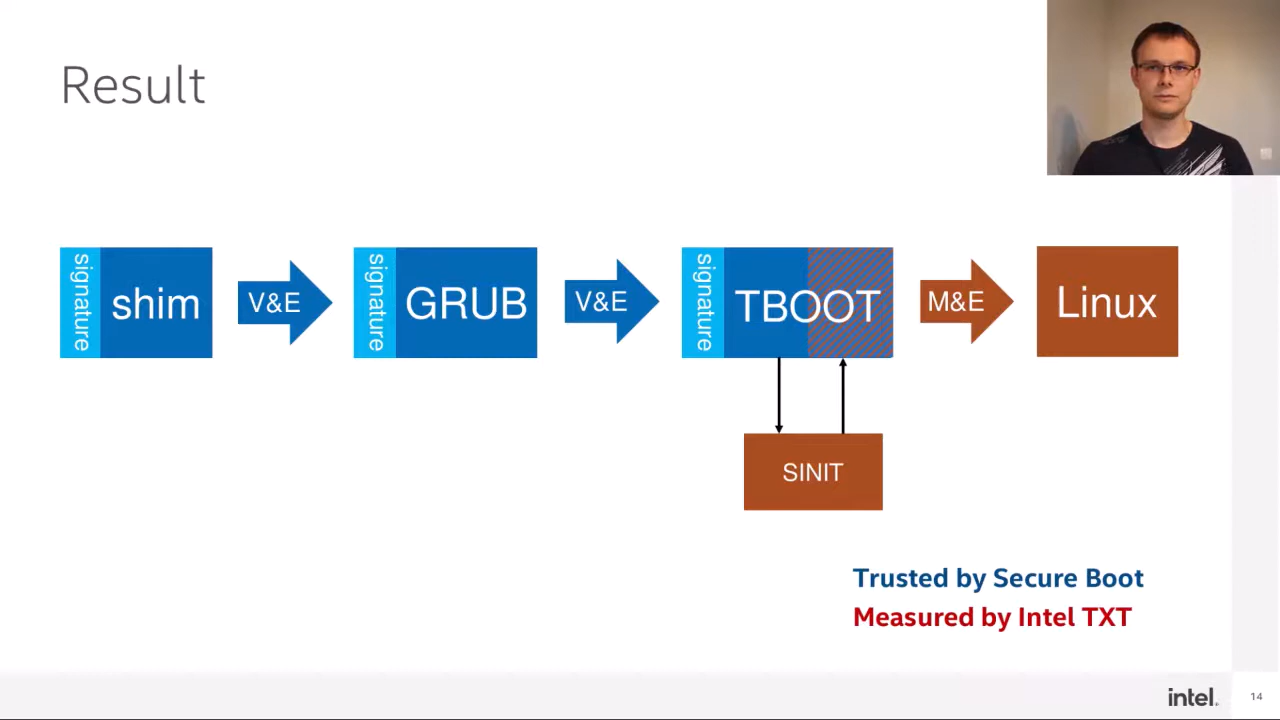 Result
signature
shim
V&E
signature
GRUB
V&E
signature
TBOOT
M&E
Linux
SINIT
Trusted by Secure Boot
Measured by Intel TXT
intel.
14